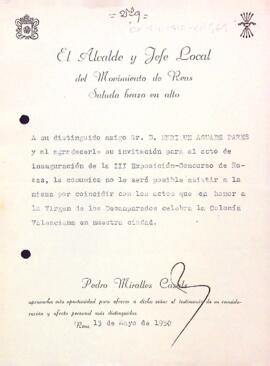 279
El Alcalde y Jefe Local
del Movimiento de Reus
Saluda brazo en alto
A su distinguido amigo Sr. D. ENRIQUE AGUADE PARES
y al agradecerle su invitación para el acto de
inauguración de la III Exposición-Concurso de Ro-
sas, le comunica no le será posible asistir a la
misma por coincidir con los actos que en honor a
la Virgen de los Desamparados celebra la Colonia
Valenciana en nuestra ciudad.
Pedro Miralles Casals
aprovecha esta oportunidad para ofrecer a dicho señor el testimonio de su conside-
ración y afecto personal más distinguidos.
Reus, 13 de Mayo de 1950